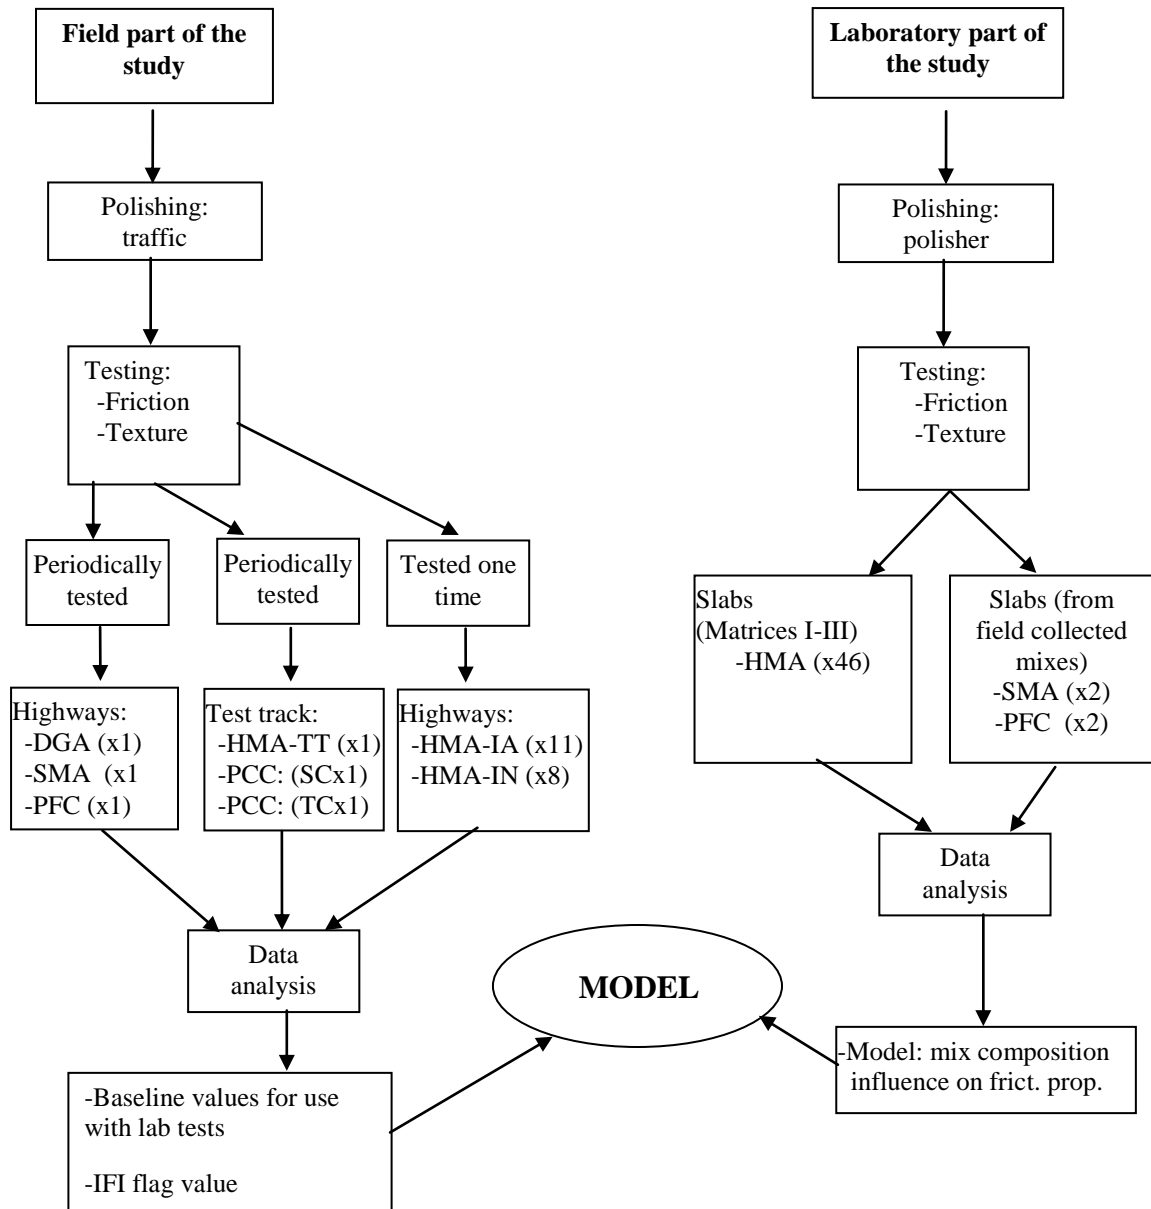 Field part of the
study
Polishing:
traffic
Testing:
-Friction
-Texture
Periodically
tested
Periodically
tested
Tested one
time
Highways:
-DGA (x1)
-SMA (x1
-PFC (x1)
Test track:
-HMA-TT (x1)
-PCC: (SCx1)
-PCC: (TCx1)
Highways:
-HMA-IA (x11)
-HMA-IN (x8)
Data
analysis
-Baseline values for use
with lab tests
-IFI flag value
MODEL
Laboratory part of
the study
Polishing:
polisher
Testing:
-Friction
-Texture
Slabs
(Matrices I-III)
-HMA (x46)
Slabs (from
field collected
mixes)
-SMA (x2)
-PFC (x2)
Data
analysis
-Model: mix composition
influence on frict. prop.